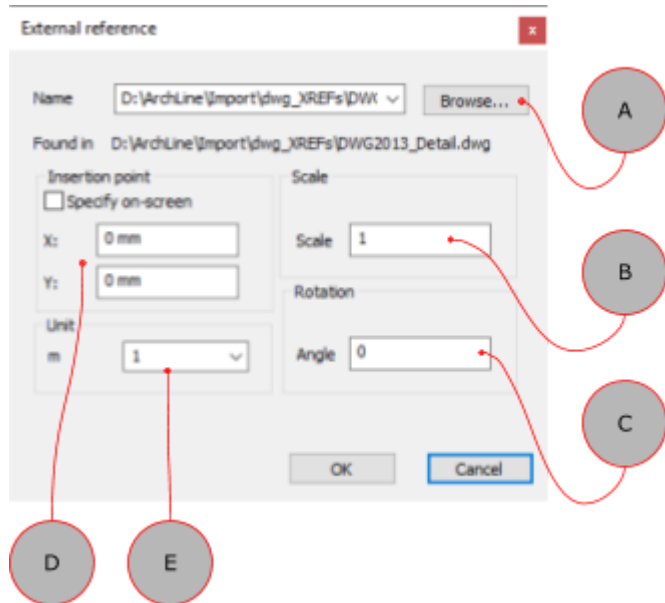 External reference
x
Name D:\ArchLine\Import\dwg_XREFs\DW Browse...
A
Found in D:\ArchLine\Import\dwg_XREFs\DWG2013_Detail.dwg
Insertion point
Scale
Specify on-screen
X: 0 mm
Scale 1
B
Y: 0 mm
Rotation
Unit
m 1
Angle 0
C
OK Cancel
D
E